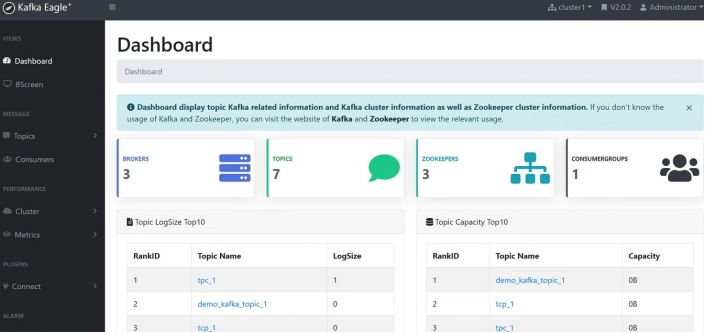 Kafka Eagle+
cluster1
V2.0.2
Administrator
VIEWS
Dashboard
BScreen
MESSAGE
Topics
Consumers
PERFORMANCE
Cluster
Metrics
PLUGINS
Connect
ALARM
Dashboard
Dashboard
Dashboard display topic Kafka related information and Kafka cluster information as well as Zookeeper cluster information. If you don't know the
usage of Kafka and Zookeeper, you can visit the website of Kafka and Zookeeper to view the relevant usage.
×
BROKERS
3
TOPICS
7
ZOOKEEPERS
3
CONSUMERGROUPS
1
Topic LogSize Top10
RankID Topic Name LogSize
1 tpc_1 1
2 demo_kafka_topic_1 0
3 tcp_1 0
Topic Capacity Top10
RankID Topic Name Capacity
1 demo_kafka_topic_1 0B
2 tcp_1 0B
3 tpc_1 0B